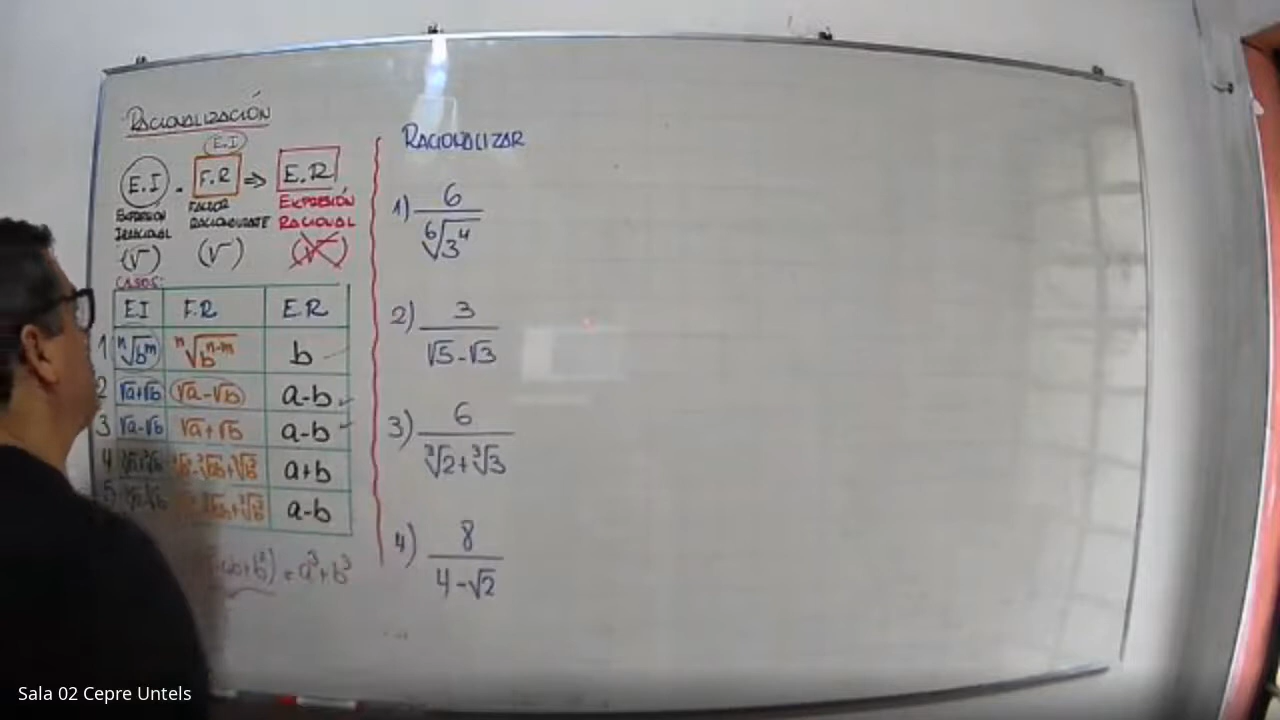 RACIONALIZACIÓN
E.I
E.I . F.R ⇒ E.R
EXPRESIÓN IRRACIONAL
FACTOR RACIONALIZANTE
EXPRESIÓN RACIONAL
(√) (√) (√)
CASOS:
E.I F.R E.R
1 ⁿ√bᵐ ⁿ√bⁿ⁻ᵐ b
2 √a+√b √a-√b a-b
3 √a-√b √a+√b a-b
4 a+b
5 a-b
= a³+b³
RACIONALIZAR
1) 6
⁶√3⁴
2) 3
√5-√3
3) 6
³√2+³√3
4) 8
4-√2
Sala 02 Cepre Untels